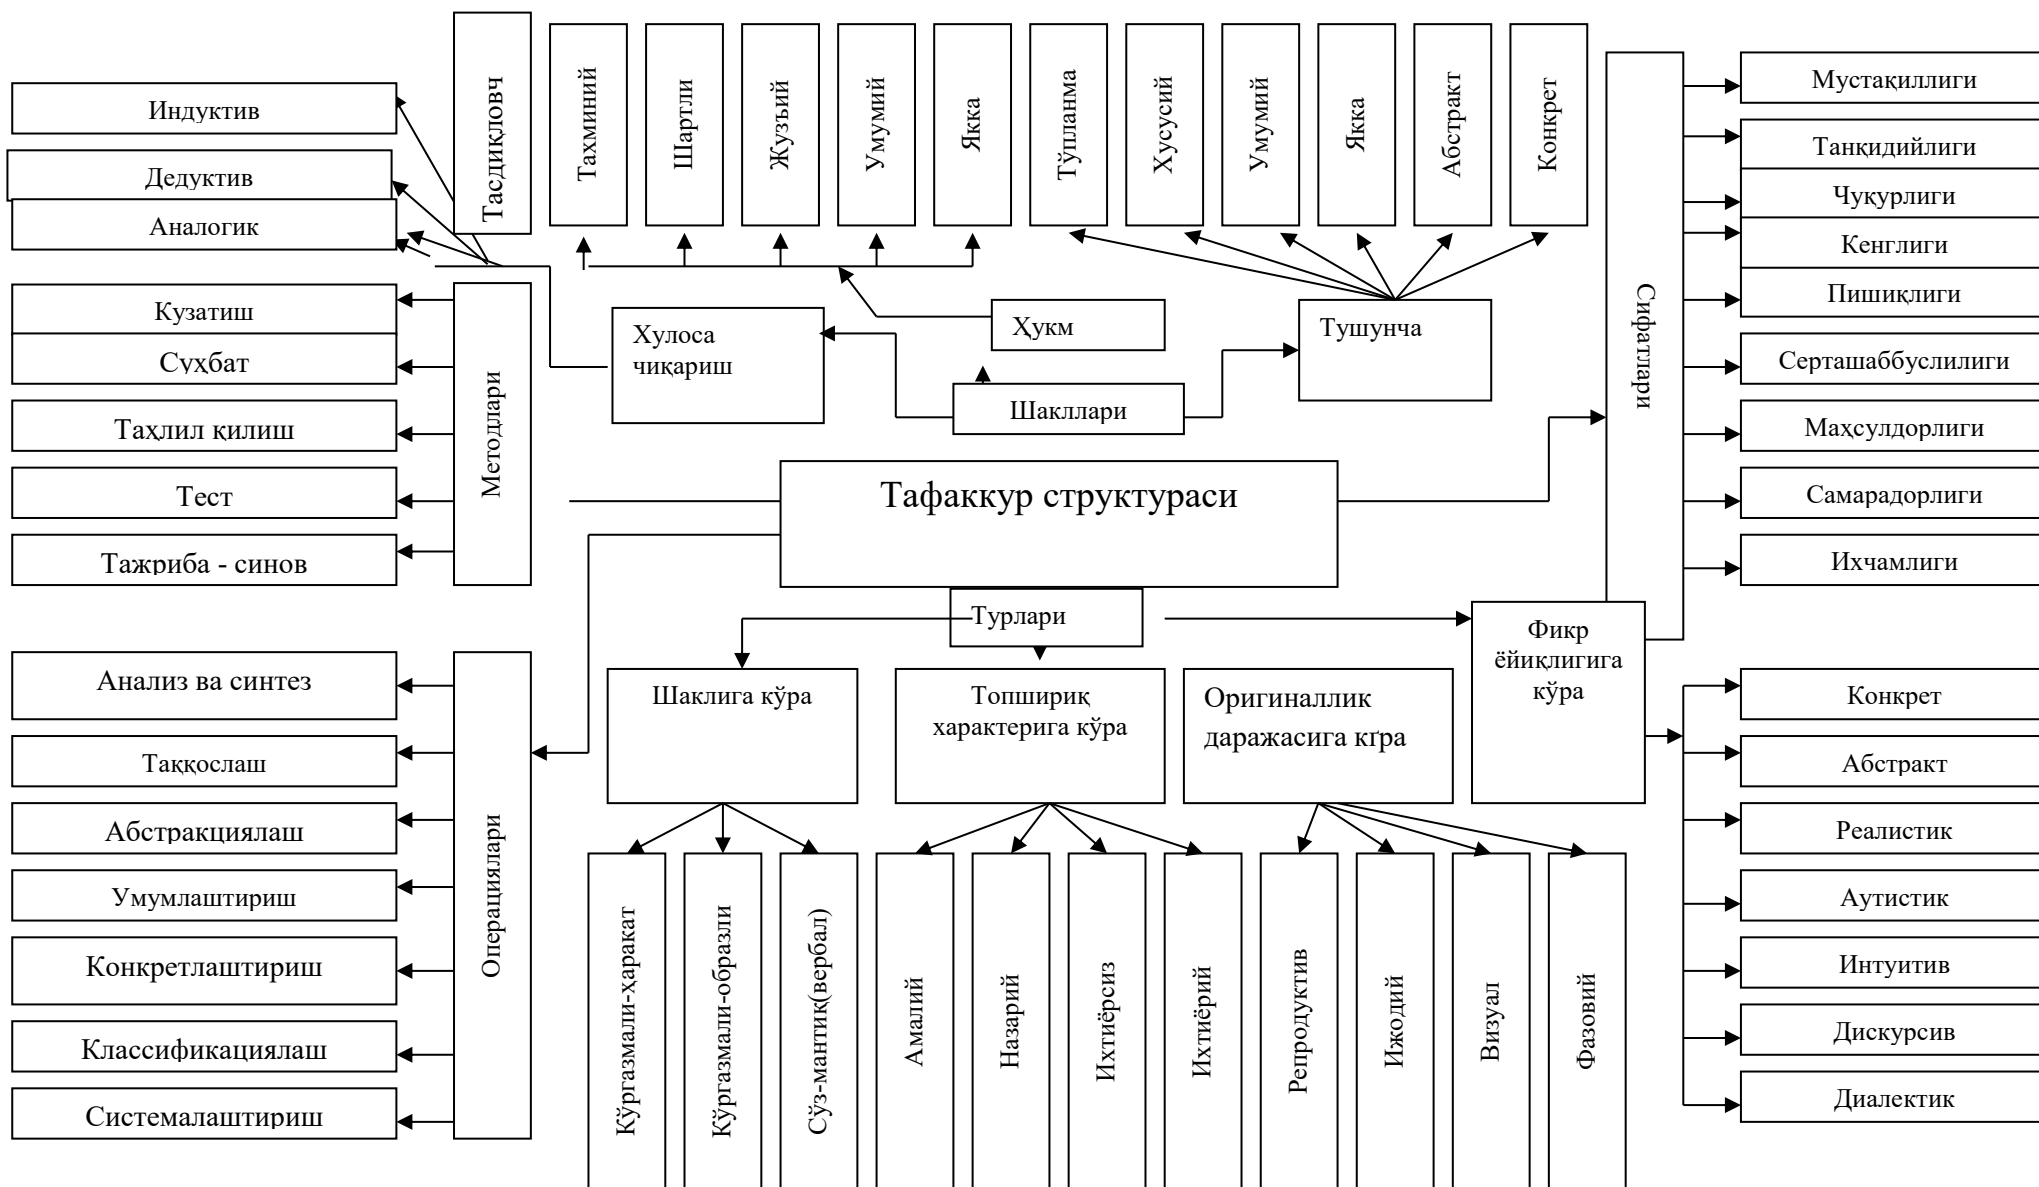 Тасдиқловч
Тахминий
Шартли
Жузъий
Умумий
Якка
Тўпланма
Хусусий
Умумий
Якка
Абстракт
Конкрет
Индуктив
Дедуктив
Аналогик
Кузатиш
Суҳбат
Таҳлил қилиш
Тест
Тажриба - синов
Методлари
Хулоса
чиқариш
Ҳукм
Тушунча
Шакллари
Тафаккур структураси
Сифатлари
Мустақиллиги
Танқидийлиги
Чуқурлиги
Кенглиги
Пишиқлиги
Серташаббуслилиги
Маҳсулдорлиги
Самарадорлиги
Ихчамлиги
Турлари
Шаклига кўра
Топшириқ
характерига кўра
Оригиналлик
даражасига кґра
Фикр
ёйиқлигига
кўра
Анализ ва синтез
Таққослаш
Абстракциялаш
Умумлаштириш
Конкретлаштириш
Классификациялаш
Системалаштириш
Операциялари
Кўргазмали-ҳаракат
Кўргазмали-образли
Сўз-мантиқ(вербал)
Амалий
Назарий
Ихтиёрсиз
Ихтиёрий
Репродуктив
Ижодий
Визуал
Фазовий
Конкрет
Абстракт
Реалистик
Аутистик
Интуитив
Дискурсив
Диалектик